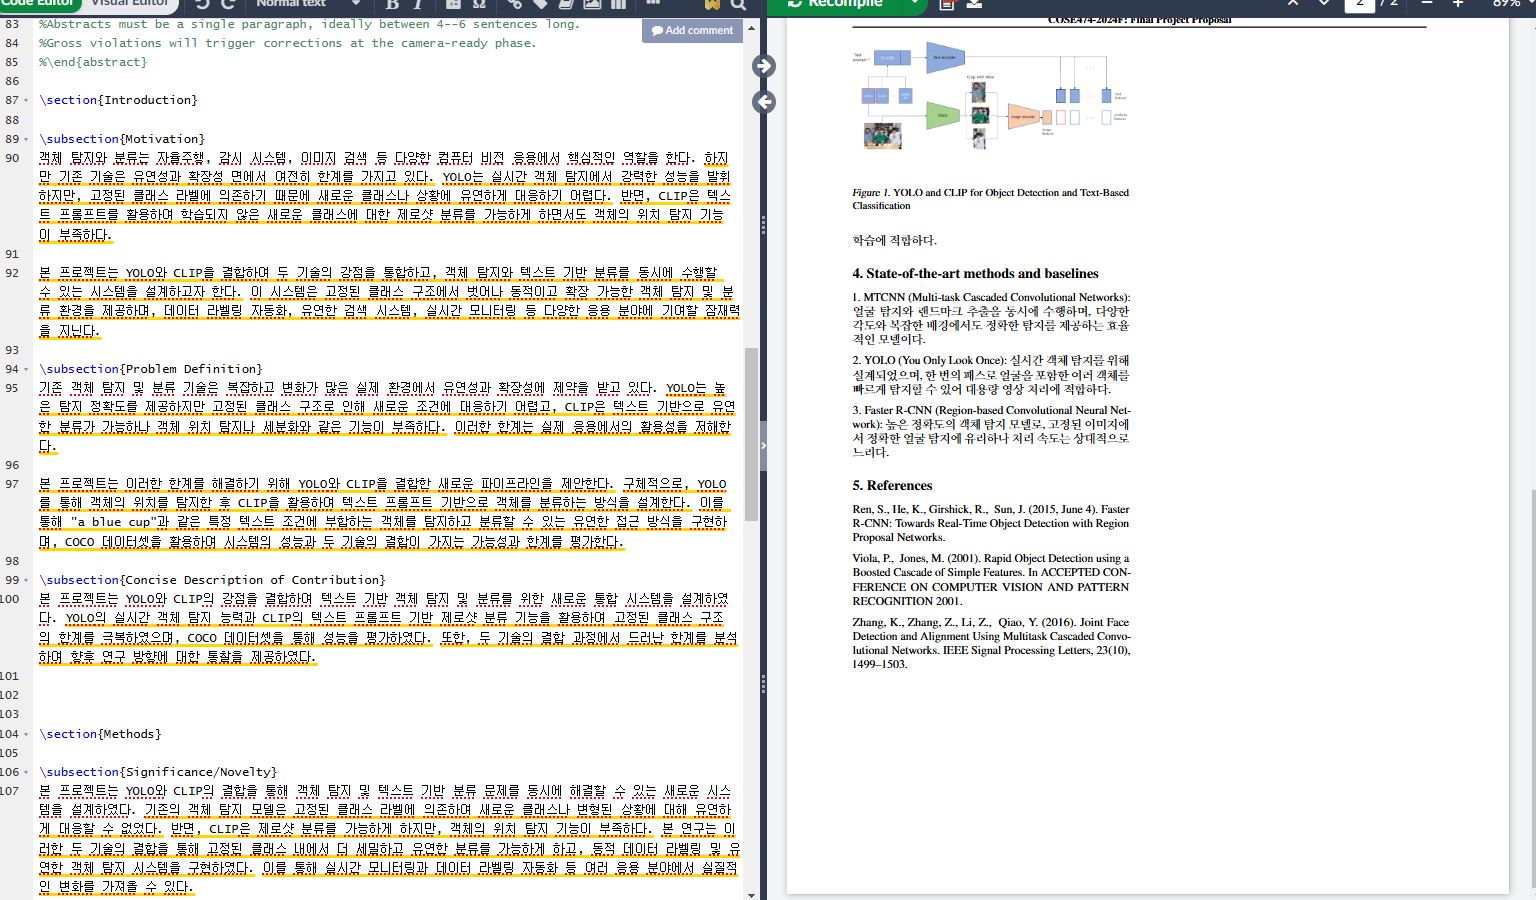 Code Editor
Visual Editor
Normal text
B
I
Ω
Recompile
2
/ 2
89%
Add comment
83 %Abstracts must be a single paragraph, ideally between 4--6 sentences long.
84 %Gross violations will trigger corrections at the camera-ready phase.
85 %\end{abstract}
86
87 \section{Introduction}
88
89 \subsection{Motivation}
90 객체 탐지와 분류는 자율주행, 감시 시스템, 이미지 검색 등 다양한 컴퓨터 비전 응용에서 핵심적인 역할을 한다. 하지
만 기존 기술은 유연성과 확장성 면에서 여전히 한계를 가지고 있다. YOLO는 실시간 객체 탐지에서 강력한 성능을 발휘
하지만, 고정된 클래스 라벨에 의존하기 때문에 새로운 클래스나 상황에 유연하게 대응하기 어렵다. 반면, CLIP은 텍스
트 프롬프트를 활용하여 학습되지 않은 새로운 클래스에 대한 제로샷 분류를 가능하게 하면서도 객체의 위치 탐지 기능
이 부족하다.
91
92 본 프로젝트는 YOLO와 CLIP을 결합하여 두 기술의 강점을 통합하고, 객체 탐지와 텍스트 기반 분류를 동시에 수행할
수 있는 시스템을 설계하고자 한다. 이 시스템은 고정된 클래스 구조에서 벗어나 동적이고 확장 가능한 객체 탐지 및 분
류 환경을 제공하며, 데이터 라벨링 자동화, 유연한 검색 시스템, 실시간 모니터링 등 다양한 응용 분야에 기여할 잠재력
을 지닌다.
93
94 \subsection{Problem Definition}
95 기존 객체 탐지 및 분류 기술은 복잡하고 변화가 많은 실제 환경에서 유연성과 확장성에 제약을 받고 있다. YOLO는 높
은 탐지 정확도를 제공하지만 고정된 클래스 구조로 인해 새로운 조건에 대응하기 어렵고, CLIP은 텍스트 기반으로 유연
한 분류가 가능하나 객체 위치 탐지나 세분화와 같은 기능이 부족하다. 이러한 한계는 실제 응용에서의 활용성을 저해한
다.
96
97 본 프로젝트는 이러한 한계를 해결하기 위해 YOLO와 CLIP을 결합한 새로운 파이프라인을 제안한다. 구체적으로, YOLO
를 통해 객체의 위치를 탐지한 후 CLIP을 활용하여 텍스트 프롬프트 기반으로 객체를 분류하는 방식을 설계한다. 이를
통해 "a blue cup"과 같은 특정 텍스트 조건에 부합하는 객체를 탐지하고 분류할 수 있는 유연한 접근 방식을 구현하
며, COCO 데이터셋을 활용하여 시스템의 성능과 두 기술의 결합이 가지는 가능성과 한계를 평가한다.
98
99 \subsection{Concise Description of Contribution}
100 본 프로젝트는 YOLO와 CLIP의 강점을 결합하여 텍스트 기반 객체 탐지 및 분류를 위한 새로운 통합 시스템을 설계하였
다. YOLO의 실시간 객체 탐지 능력과 CLIP의 텍스트 프롬프트 기반 제로샷 분류 기능을 활용하여 고정된 클래스 구조
의 한계를 극복하였으며, COCO 데이터셋을 통해 성능을 평가하였다. 또한, 두 기술의 결합 과정에서 드러난 한계를 분석
하여 향후 연구 방향에 대한 통찰을 제공하였다.
101
102
103
104 \section{Methods}
105
106 \subsection{Significance/Novelty}
107 본 프로젝트는 YOLO와 CLIP의 결합을 통해 객체 탐지 및 텍스트 기반 분류 문제를 동시에 해결할 수 있는 새로운 시스
템을 설계하였다. 기존의 객체 탐지 모델은 고정된 클래스 라벨에 의존하여 새로운 클래스나 변형된 상황에 대해 유연하
게 대응할 수 없었다. 반면, CLIP은 제로샷 분류를 가능하게 하지만, 객체의 위치 탐지 기능이 부족하다. 본 연구는 이
러한 두 기술의 결합을 통해 고정된 클래스 내에서 더 세밀하고 유연한 분류를 가능하게 하고, 동적 데이터 라벨링 및 유
연한 객체 탐지 시스템을 구현하였다. 이를 통해 실시간 모니터링과 데이터 라벨링 자동화 등 여러 응용 분야에서 실질적
인 변화를 가져올 수 있다.
COSE474-2024F: Final Project Proposal
Text encoder
Crop with bbox
YOLO
Image encoder
Figure 1. YOLO and CLIP for Object Detection and Text-Based
Classification
학습에 적합하다.
4. State-of-the-art methods and baselines
1. MTCNN (Multi-task Cascaded Convolutional Networks):
얼굴 탐지와 랜드마크 추출을 동시에 수행하며, 다양한
각도와 복잡한 배경에서도 정확한 탐지를 제공하는 효율
적인 모델이다.
2. YOLO (You Only Look Once): 실시간 객체 탐지를 위해
설계되었으며, 한 번의 패스로 얼굴을 포함한 여러 객체를
빠르게 탐지할 수 있어 대용량 영상 처리에 적합하다.
3. Faster R-CNN (Region-based Convolutional Neural Net-
work): 높은 정확도의 객체 탐지 모델로, 고정된 이미지에
서 정확한 얼굴 탐지에 유리하나 처리 속도는 상대적으로
느리다.
5. References
Ren, S., He, K., Girshick, R., Sun, J. (2015, June 4). Faster
R-CNN: Towards Real-Time Object Detection with Region
Proposal Networks.
Viola, P., Jones, M. (2001). Rapid Object Detection using a
Boosted Cascade of Simple Features. In ACCEPTED CON-
FERENCE ON COMPUTER VISION AND PATTERN
RECOGNITION 2001.
Zhang, K., Zhang, Z., Li, Z., Qiao, Y. (2016). Joint Face
Detection and Alignment Using Multitask Cascaded Convo-
lutional Networks. IEEE Signal Processing Letters, 23(10),
1499–1503.